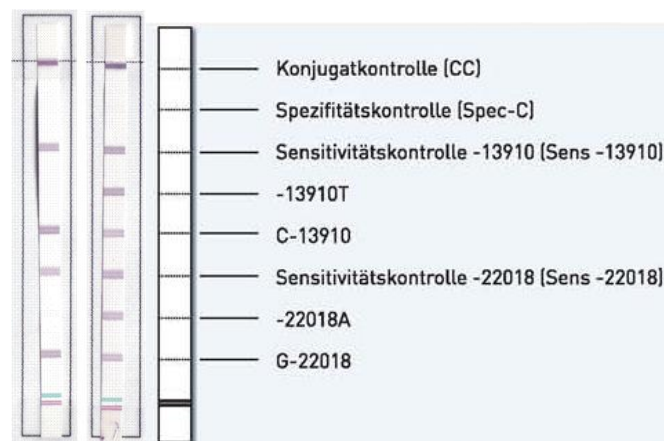 Konjugatkontrolle (CC)
Spezifitätskontrolle (Spec-C)
Sensitivitätskontrolle -13910 (Sens -13910)
-13910T
C-13910
Sensitivitätskontrolle -22018 (Sens -22018)
-22018A
G-22018